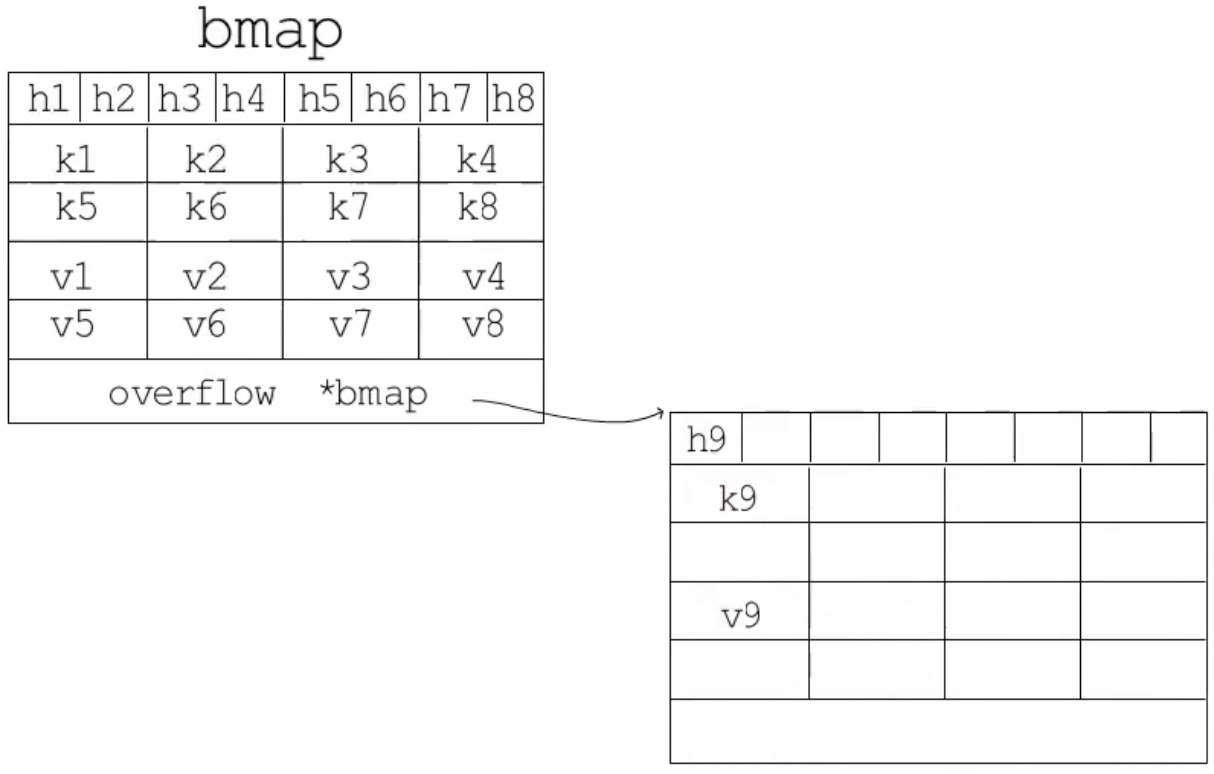 bmap
h1 h2 h3 h4 h5 h6 h7 h8
k1 k2 k3 k4
k5 k6 k7 k8
v1 v2 v3 v4
v5 v6 v7 v8
overflow *bmap
h9
k9
v9